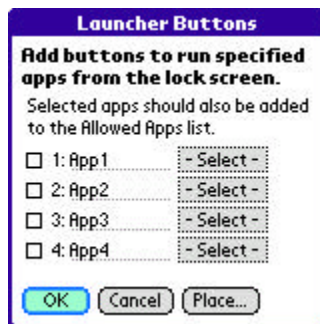 Launcher Buttons
Add buttons to run specified
apps from the lock screen.
Selected apps should also be added
to the Allowed Apps list.
1: App1 - Select -
2: App2 - Select -
3: App3 - Select -
4: App4 - Select -
OK Cancel Place...